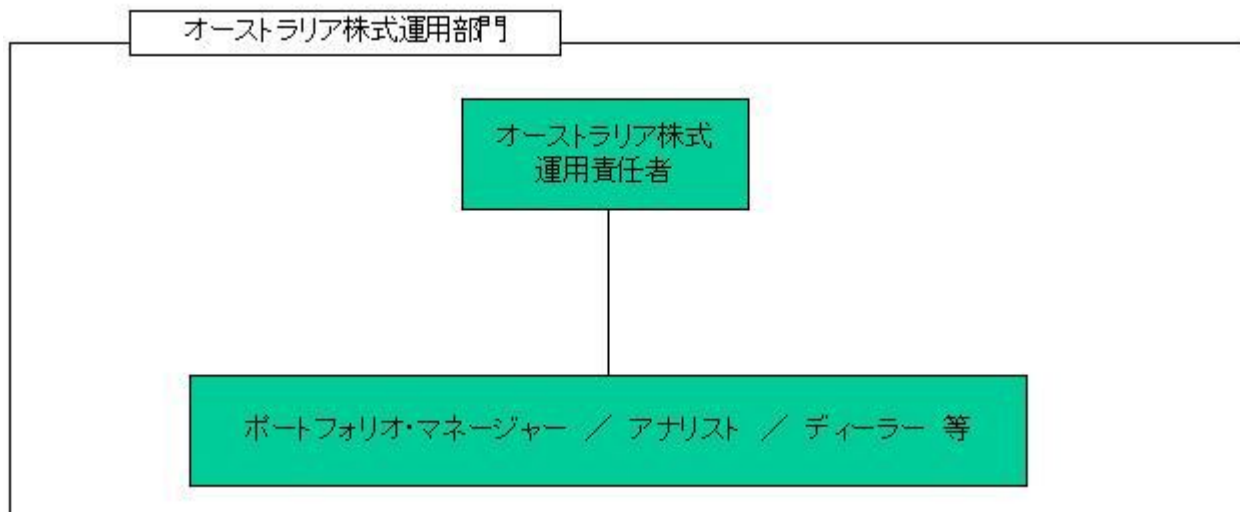 オーストラリア株式運用部門
オーストラリア株式
運用責任者
ポートフォリオ・マネージャー ／ アナリスト ／ ディーラー 等